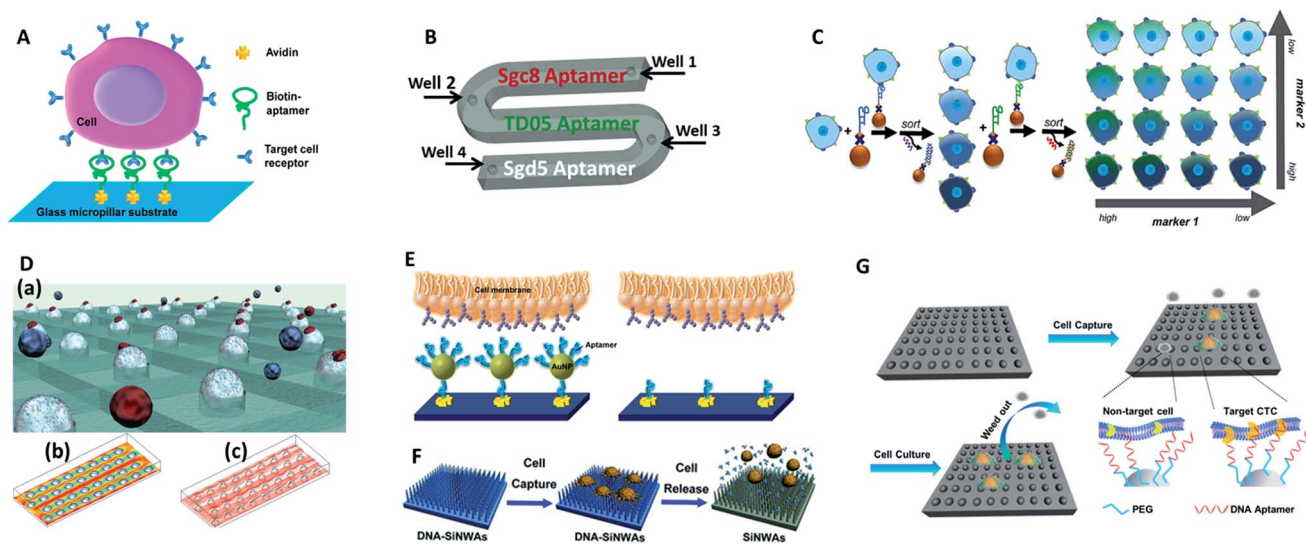 A
Avidin
Biotin-
aptamer
Target cell
receptor
Cell
Glass micropillar substrate
B
Well 1
Sgc8 Aptamer
Well 2
TD05 Aptamer
Well 3
Well 4
Sgd5 Aptamer
C
+
sort
+
sort
low
marker 2
high
high
marker 1
low
D
(a)
(b)
(c)
E
Cell membrane
Aptamer
AuNP
F
Cell
Capture
Cell
Release
DNA-SiNWAs
DNA-SiNWAs
SiNWAs
G
Cell Capture
Weed out
Cell Culture
Non-target cell
Target CTC
PEG
DNA Aptamer